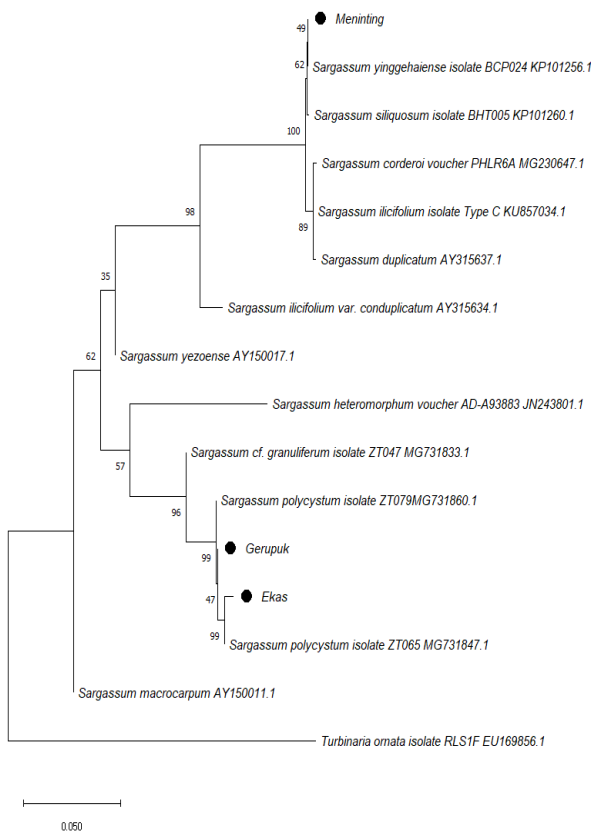 Meninting
49
62
Sargassum yinggehaiense isolate BCP024 KP101256.1
Sargassum siliquosum isolate BHT005 KP101260.1
100
Sargassum corderoi voucher PHLR6A MG230647.1
98
Sargassum ilicifolium isolate Type C KU857034.1
89
Sargassum duplicatum AY315637.1
35
Sargassum ilicifolium var. conduplicatum AY315634.1
62
Sargassum yezoense AY150017.1
Sargassum heteromorphum voucher AD-A93883 JN243801.1
57
Sargassum cf. granuliferum isolate ZT047 MG731833.1
Sargassum polycystum isolate ZT079MG731860.1
96
Gerupuk
99
Ekas
47
99
Sargassum polycystum isolate ZT065 MG731847.1
Sargassum macrocarpum AY150011.1
Turbinaria ornata isolate RLS1F EU169856.1
0.050